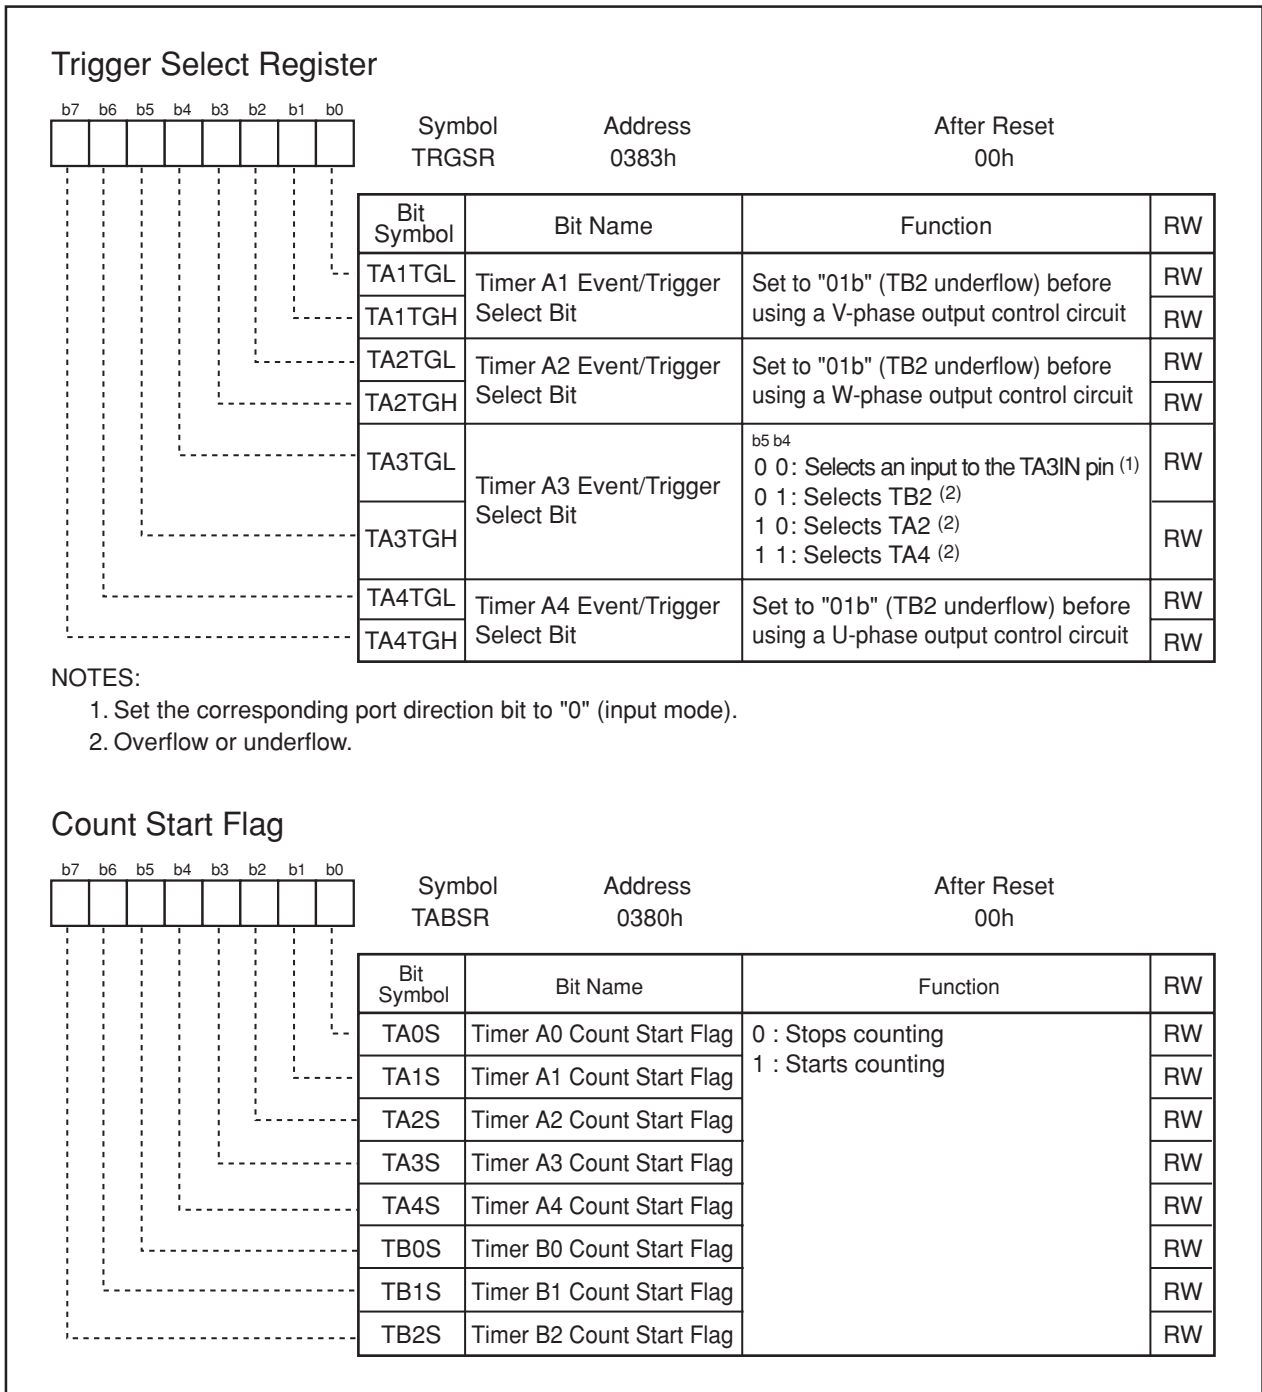 Trigger Select Register
b7 b6 b5 b4 b3 b2 b1 b0
Symbol Address After Reset
TRGSR 0383h 00h
Bit Symbol Bit Name Function RW
TA1TGL Timer A1 Event/Trigger Set to "01b" (TB2 underflow) before RW
TA1TGH Select Bit using a V-phase output control circuit RW
TA2TGL Timer A2 Event/Trigger Set to "01b" (TB2 underflow) before RW
TA2TGH Select Bit using a W-phase output control circuit RW
b5 b4
TA3TGL 0 0: Selects an input to the TA3IN pin (1) RW
Timer A3 Event/Trigger 0 1: Selects TB2 (2)
Select Bit 1 0: Selects TA2 (2)
TA3TGH 1 1: Selects TA4 (2) RW
TA4TGL Timer A4 Event/Trigger Set to "01b" (TB2 underflow) before RW
TA4TGH Select Bit using a U-phase output control circuit RW
NOTES:
1. Set the corresponding port direction bit to "0" (input mode).
2. Overflow or underflow.
Count Start Flag
b7 b6 b5 b4 b3 b2 b1 b0
Symbol Address After Reset
TABSR 0380h 00h
Bit Symbol Bit Name Function RW
TA0S Timer A0 Count Start Flag 0 : Stops counting RW
TA1S Timer A1 Count Start Flag 1 : Starts counting RW
TA2S Timer A2 Count Start Flag RW
TA3S Timer A3 Count Start Flag RW
TA4S Timer A4 Count Start Flag RW
TB0S Timer B0 Count Start Flag RW
TB1S Timer B1 Count Start Flag RW
TB2S Timer B2 Count Start Flag RW